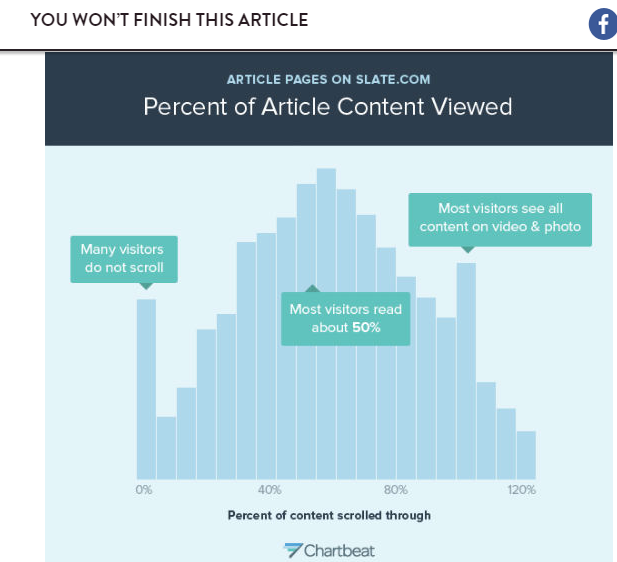 YOU WON'T FINISH THIS ARTICLE
f
ARTICLE PAGES ON SLATE.COM
Percent of Article Content Viewed
Most visitors see all
content on video & photo
Many visitors
do not scroll
Most visitors read
about 50%
0%
40%
80%
120%
Percent of content scrolled through
Chartbeat